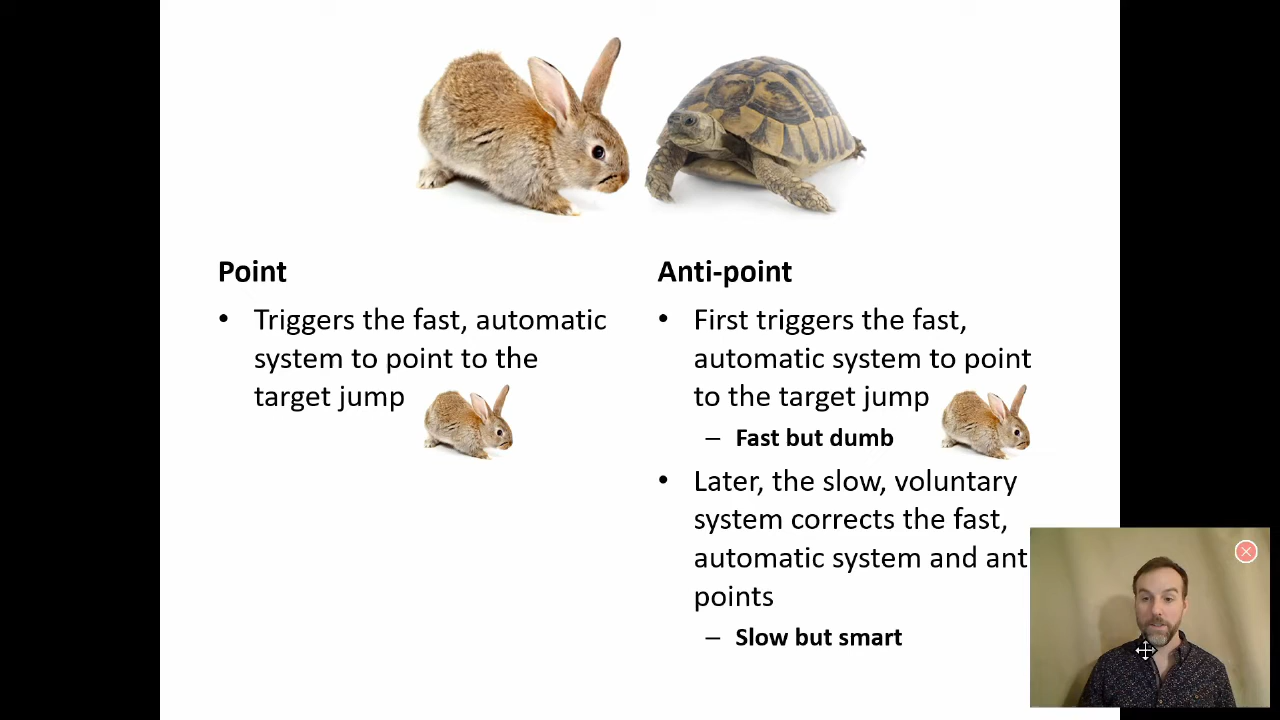 Point
• Triggers the fast, automatic
system to point to the
target jump
Anti-point
• First triggers the fast,
automatic system to point
to the target jump
– Fast but dumb
• Later, the slow, voluntary
system corrects the fast,
automatic system and ant
points
– Slow but smart